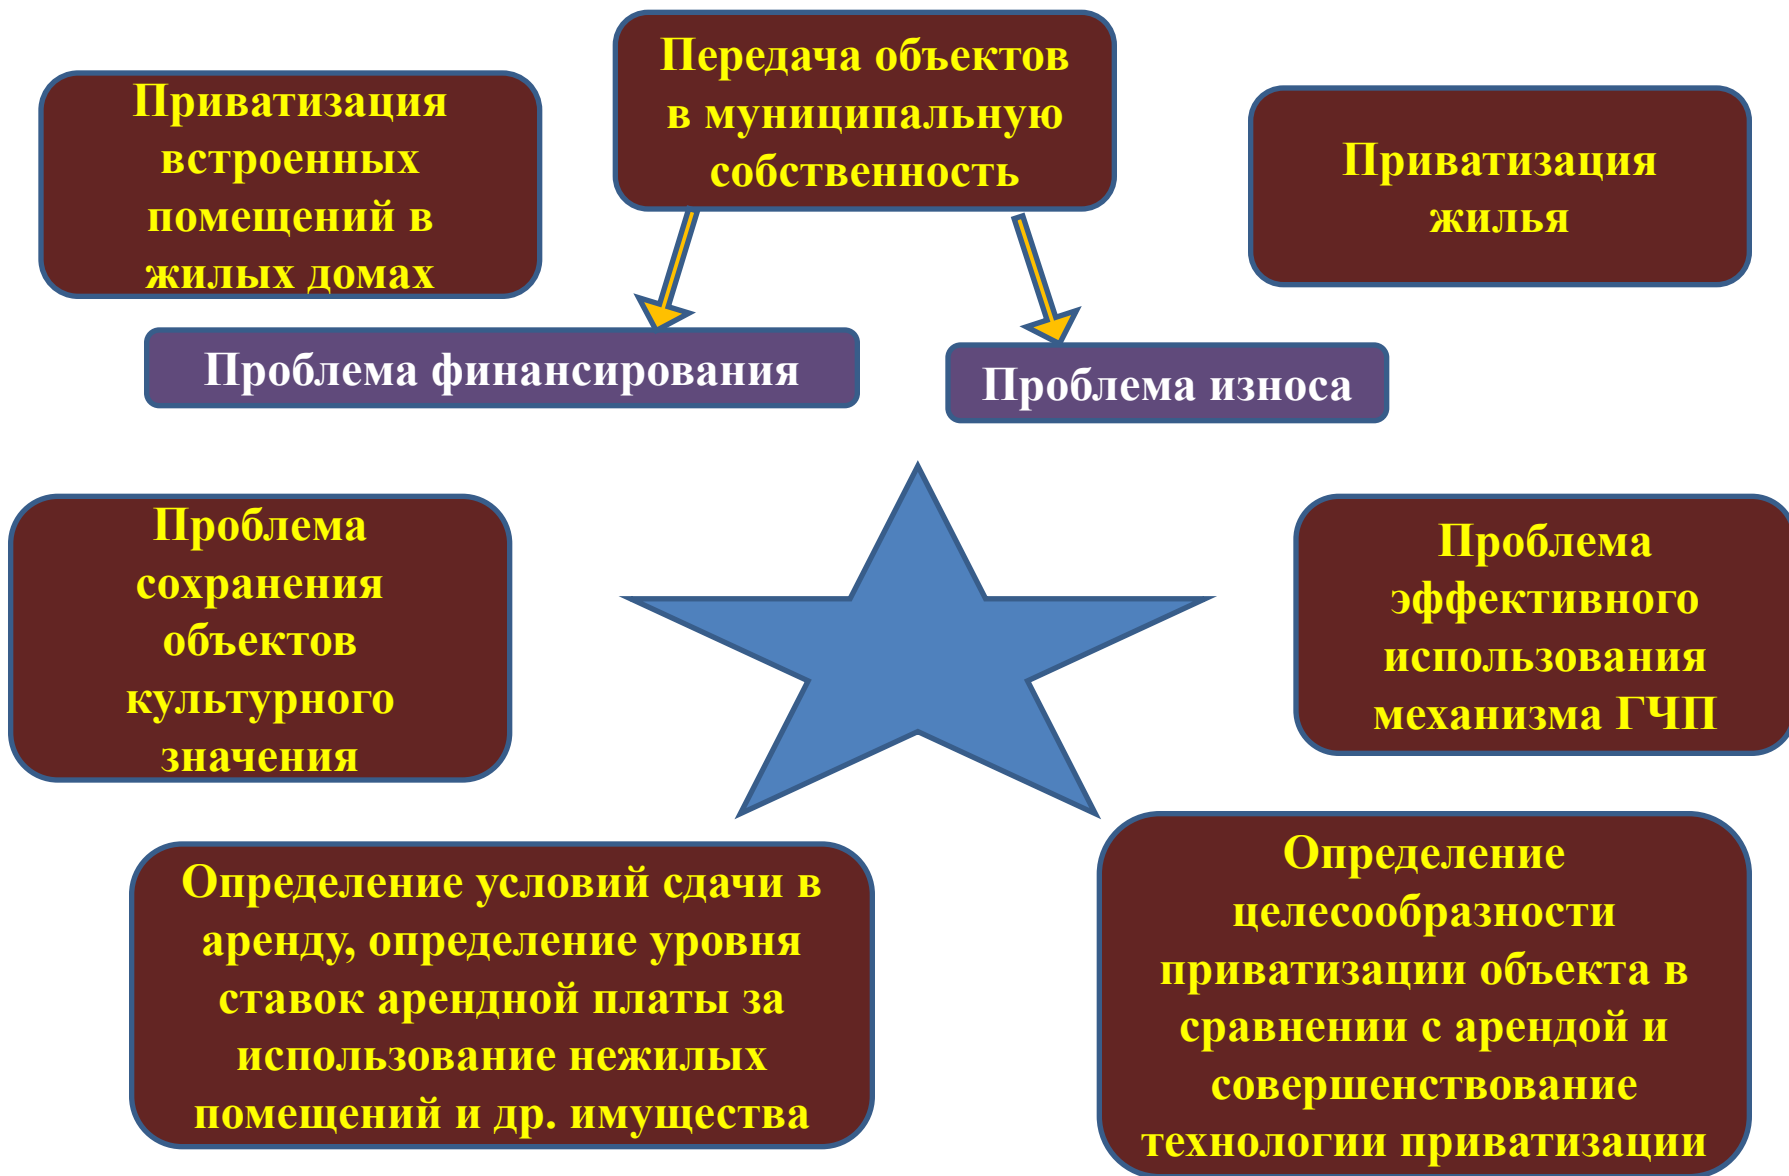 Передача объектов
в муниципальную
собственность
Приватизация
встроенных
помещений в
жилых домах
Приватизация
жилья
Проблема финансирования
Проблема износа
Проблема
сохранения
объектов
культурного
значения
Проблема
эффективного
использования
механизма ГЧП
Определение условий сдачи в
аренду, определение уровня
ставок арендной платы за
использование нежилых
помещений и др. имущества
Определение
целесообразности
приватизации объекта в
сравнении с арендой и
совершенствование
технологии приватизации